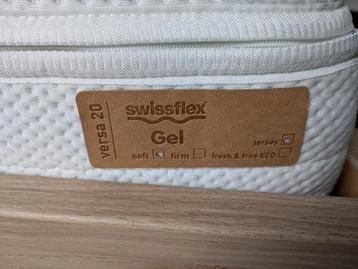 versa 20
swissflex
Gel
jersey
soft firm fresh & free ECO